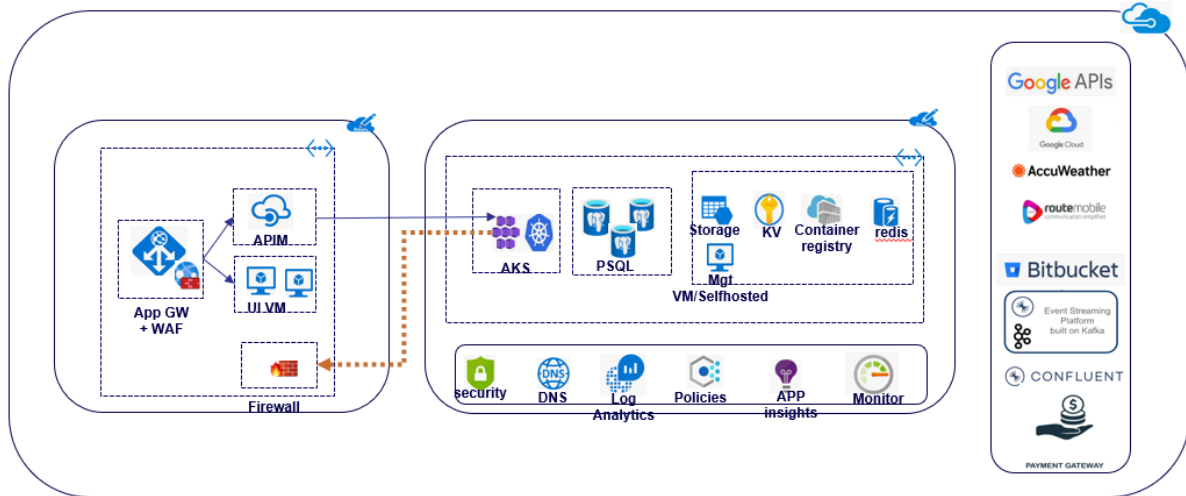 App GW
+ WAF
APIM
UI VM
Firewall
AKS
PSQL
Storage
KV
Container
registry
redis
Mgt
VM/Selfhosted
security
DNS
DNS
Log
Analytics
Policies
APP
insights
Monitor
Google APIs
Google Cloud
AccuWeather
routemobile
communication simplified
Bitbucket
Event Streaming
Platform
built on Kafka
CONFLUENT
$
PAYMENT GATEWAY